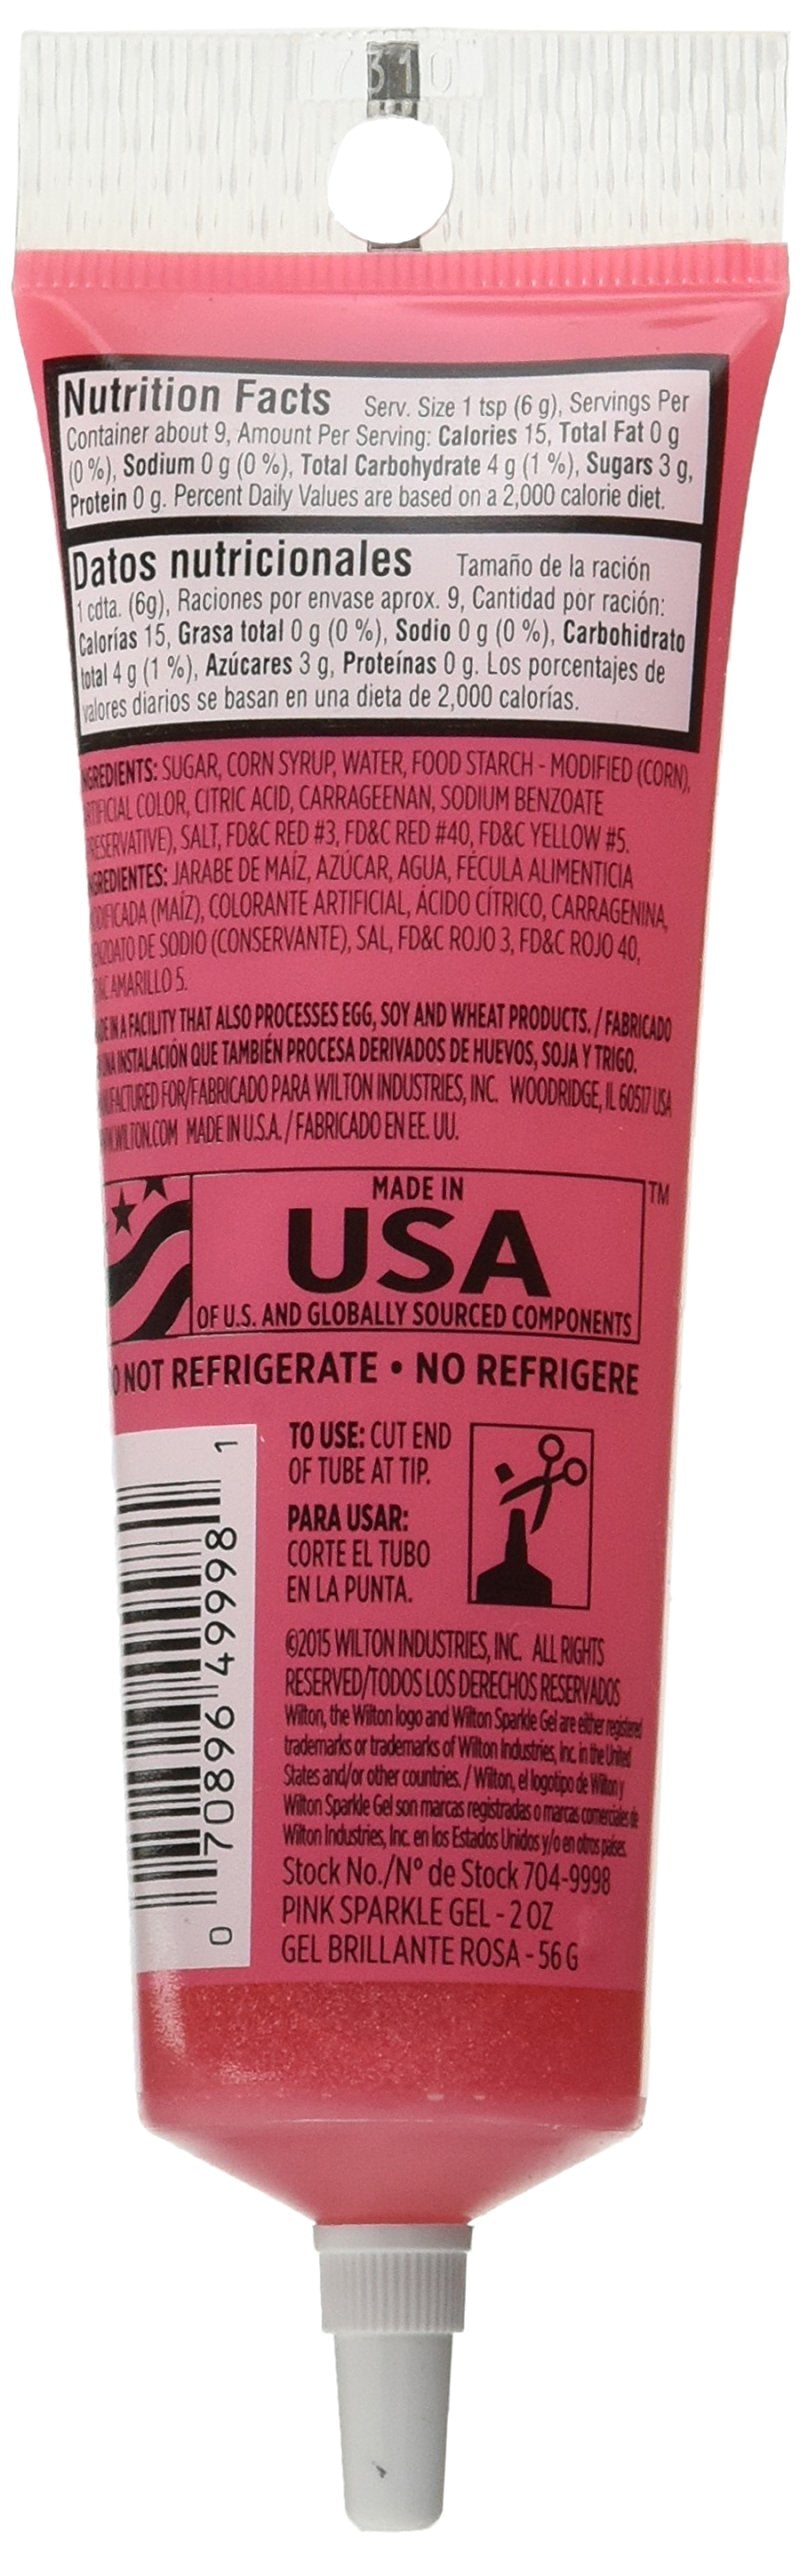 17310
Nutrition Facts Serv. Size 1 tsp (6 g), Servings Per
Container about 9, Amount Per Serving: Calories 15, Total Fat 0 g
(0 %), Sodium 0 g (0 %), Total Carbohydrate 4 g (1 %), Sugars 3 g,
Protein 0 g. Percent Daily Values are based on a 2,000 calorie diet.
Datos nutricionales Tamaño de la ración
1 cdta. (6g), Raciones por envase aprox. 9, Cantidad por ración:
Calorías 15, Grasa total 0 g (0 %), Sodio 0 g (0 %), Carbohidrato
total 4 g (1 %), Azúcares 3 g, Proteínas 0 g. Los porcentajes de
valores diarios se basan en una dieta de 2,000 calorías.
NGREDIENTS: SUGAR, CORN SYRUP, WATER, FOOD STARCH - MODIFIED (CORN),
RTIFICIAL COLOR, CITRIC ACID, CARRAGEENAN, SODIUM BENZOATE
PRESERVATIVE), SALT, FD&C RED #3, FD&C RED #40, FD&C YELLOW #5.
NGREDIENTES: JARABE DE MAÍZ, AZÚCAR, AGUA, FÉCULA ALIMENTICIA
ODIFICADA (MAÍZ), COLORANTE ARTIFICIAL, ÁCIDO CÍTRICO, CARRAGENINA,
ENZOATO DE SODIO (CONSERVANTE), SAL, FD&C ROJO 3, FD&C ROJO 40,
AMARILLO 5.
DE IN A FACILITY THAT ALSO PROCESSES EGG, SOY AND WHEAT PRODUCTS. / FABRICADO
UNA INSTALACIÓN QUE TAMBIÉN PROCESA DERIVADOS DE HUEVOS, SOJA Y TRIGO.
NUFACTURED FOR/FABRICADO PARA WILTON INDUSTRIES, INC. WOODRIDGE, IL 60517 USA
W.WILTON.COM MADE IN U.S.A. / FABRICADO EN EE. UU.
MADE IN
USA
TM
OF U.S. AND GLOBALLY SOURCED COMPONENTS
O NOT REFRIGERATE • NO REFRIGERE
TO USE: CUT END
OF TUBE AT TIP.
PARA USAR:
CORTE EL TUBO
EN LA PUNTA.
0 70896 49998 1
©2015 WILTON INDUSTRIES, INC. ALL RIGHTS
RESERVED/TODOS LOS DERECHOS RESERVADOS
Wilton, the Wilton logo and Wilton Sparkle Gel are either registered
trademarks or trademarks of Wilton Industries, Inc. in the United
States and/or other countries. / Wilton, el logotipo de Wilton y
Wilton Sparkle Gel son marcas registradas o marcas comerciales de
Wilton Industries, Inc. en los Estados Unidos y/o en otros países.
Stock No./Nº de Stock 704-9998
PINK SPARKLE GEL - 2 OZ
GEL BRILLANTE ROSA - 56 G